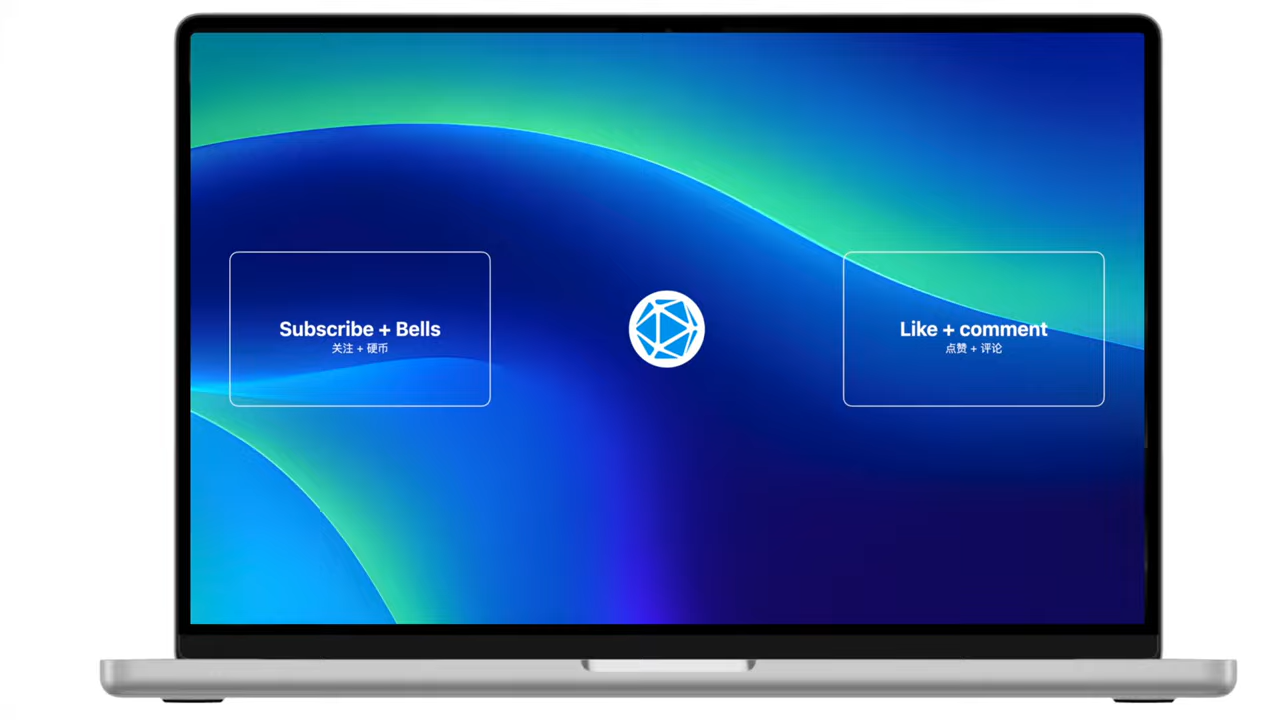 Subscribe + Bells
关注 + 硬币
Like + comment
点赞 + 评论